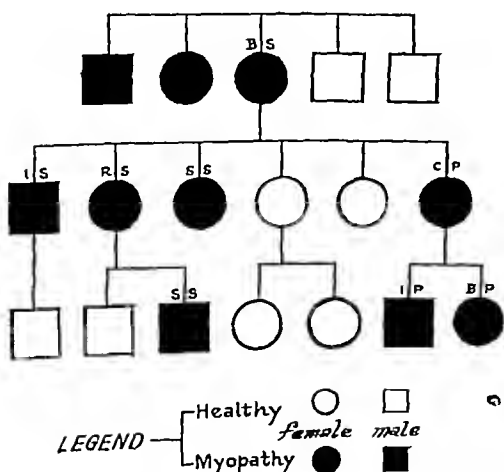 B S
I S R S S S C P
S S I P B P
Healthy
female male
LEGEND
Myopathy